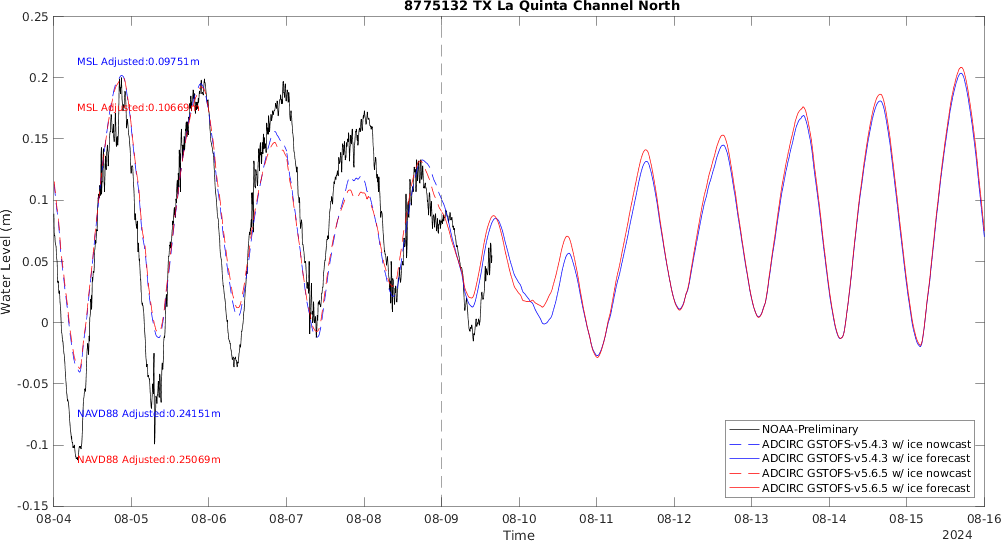 8775132 TX La Quinta Channel North
0.25
0.2
0.15
0.1
0.05
0
-0.05
-0.1
-0.15
Water Level (m)
MSL Adjusted:0.09751m
MSL Adjusted:0.10669m
NAVD88 Adjusted:0.24151m
NAVD88 Adjusted:0.25069m
NOAA-Preliminary
ADCIRC GSTOFS-v5.4.3 w/ ice nowcast
ADCIRC GSTOFS-v5.4.3 w/ ice forecast
ADCIRC GSTOFS-v5.6.5 w/ ice nowcast
ADCIRC GSTOFS-v5.6.5 w/ ice forecast
08-04 08-05 08-06 08-07 08-08 08-09 08-10 08-11 08-12 08-13 08-14 08-15 08-16
Time
2024